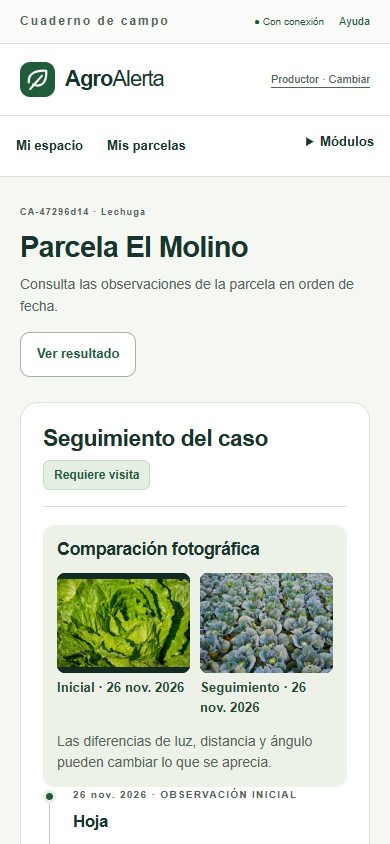 Cuaderno de campo
● Con conexión
Ayuda
AgroAlerta
Productor · Cambiar
Mi espacio
Mis parcelas
▶ Módulos
CA-47296d14 · Lechuga
Parcela El Molino
Consulta las observaciones de la parcela en orden de
fecha.
Ver resultado
Seguimiento del caso
Requiere visita
Comparación fotográfica
Inicial · 26 nov. 2026
Seguimiento · 26
nov. 2026
Las diferencias de luz, distancia y ángulo
pueden cambiar lo que se aprecia.
26 nov. 2026 · OBSERVACIÓN INICIAL
Hoja